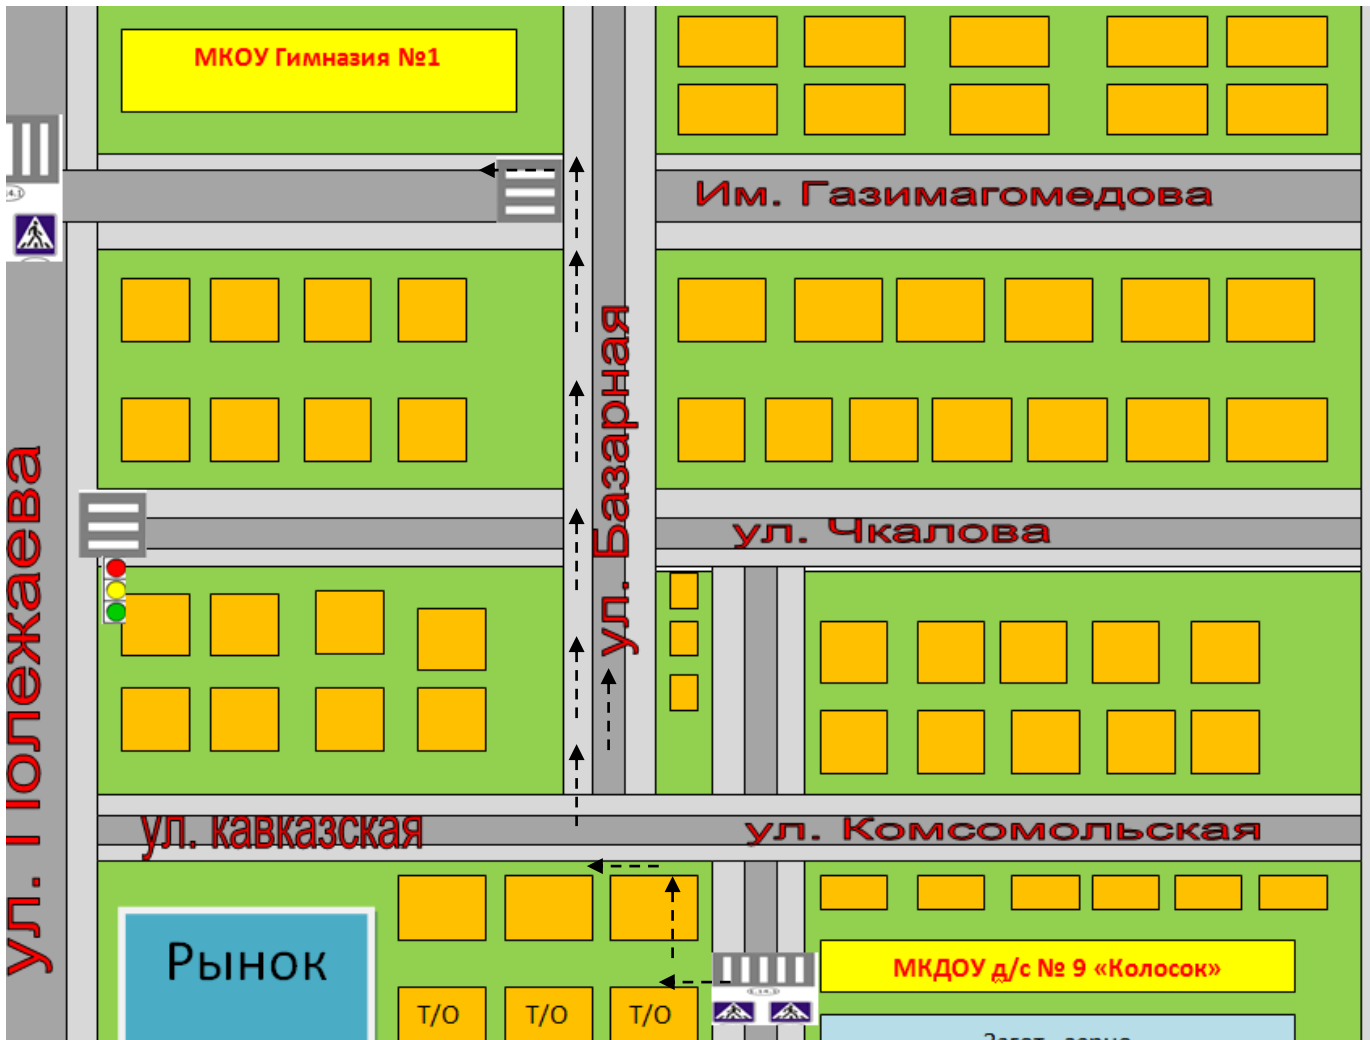 МКОУ Гимназия №1
Им. Газимагомедова
ул. Базарная
ул. Полежаева
ул. Чкалова
ул. кавказская
ул. Комсомольская
Рынок
МКДОУ д/с № 9 «Колосок»
Т/О
Т/О
Т/О